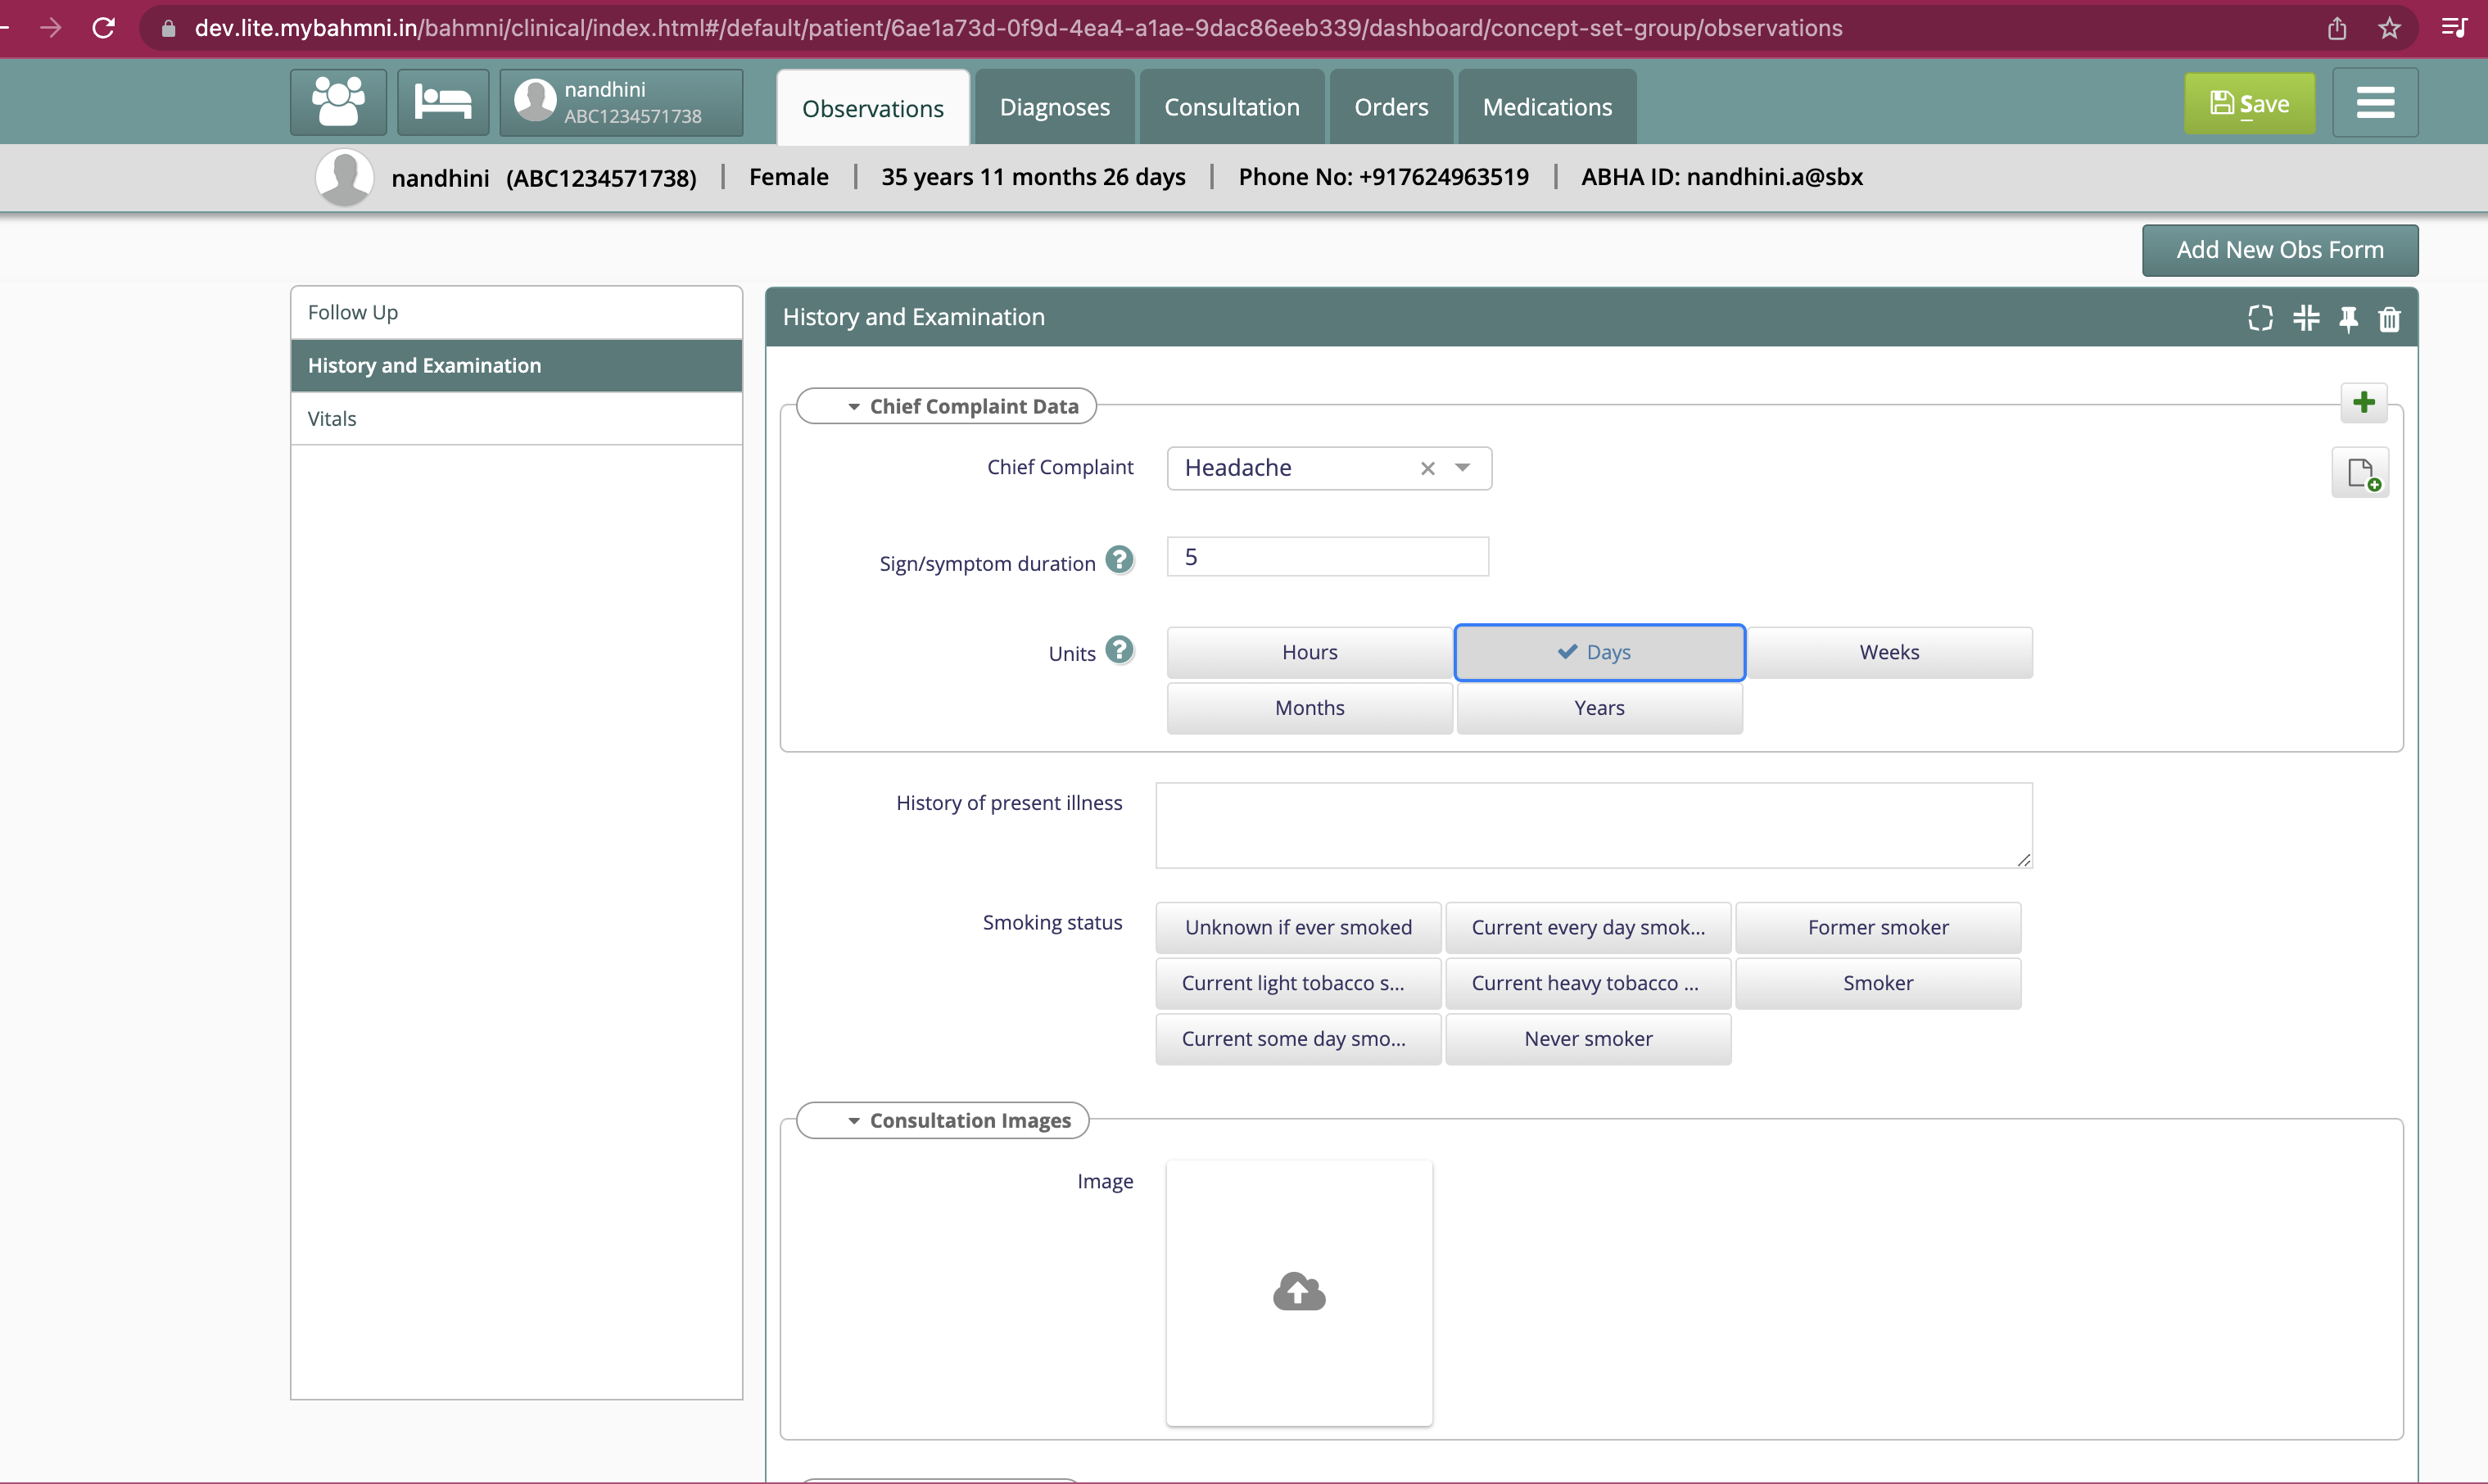 dev.lite.mybahmni.in/bahmni/clinical/index.html#/default/patient/6ae1a73d-0f9d-4ea4-a1ae-9dac86eeb339/dashboard/concept-set-group/observations
nandhini
ABC1234571738
Observations
Diagnoses
Consultation
Orders
Medications
Save
nandhini (ABC1234571738) | Female | 35 years 11 months 26 days | Phone No: +917624963519 | ABHA ID: nandhini.a@sbx
Add New Obs Form
Follow Up
History and Examination
Vitals
History and Examination
Chief Complaint Data
Chief Complaint
Headache
Sign/symptom duration ?
5
Units ?
Hours
Days
Weeks
Months
Years
History of present illness
Smoking status
Unknown if ever smoked
Current every day smok...
Former smoker
Current light tobacco s...
Current heavy tobacco ...
Smoker
Current some day smo...
Never smoker
Consultation Images
Image